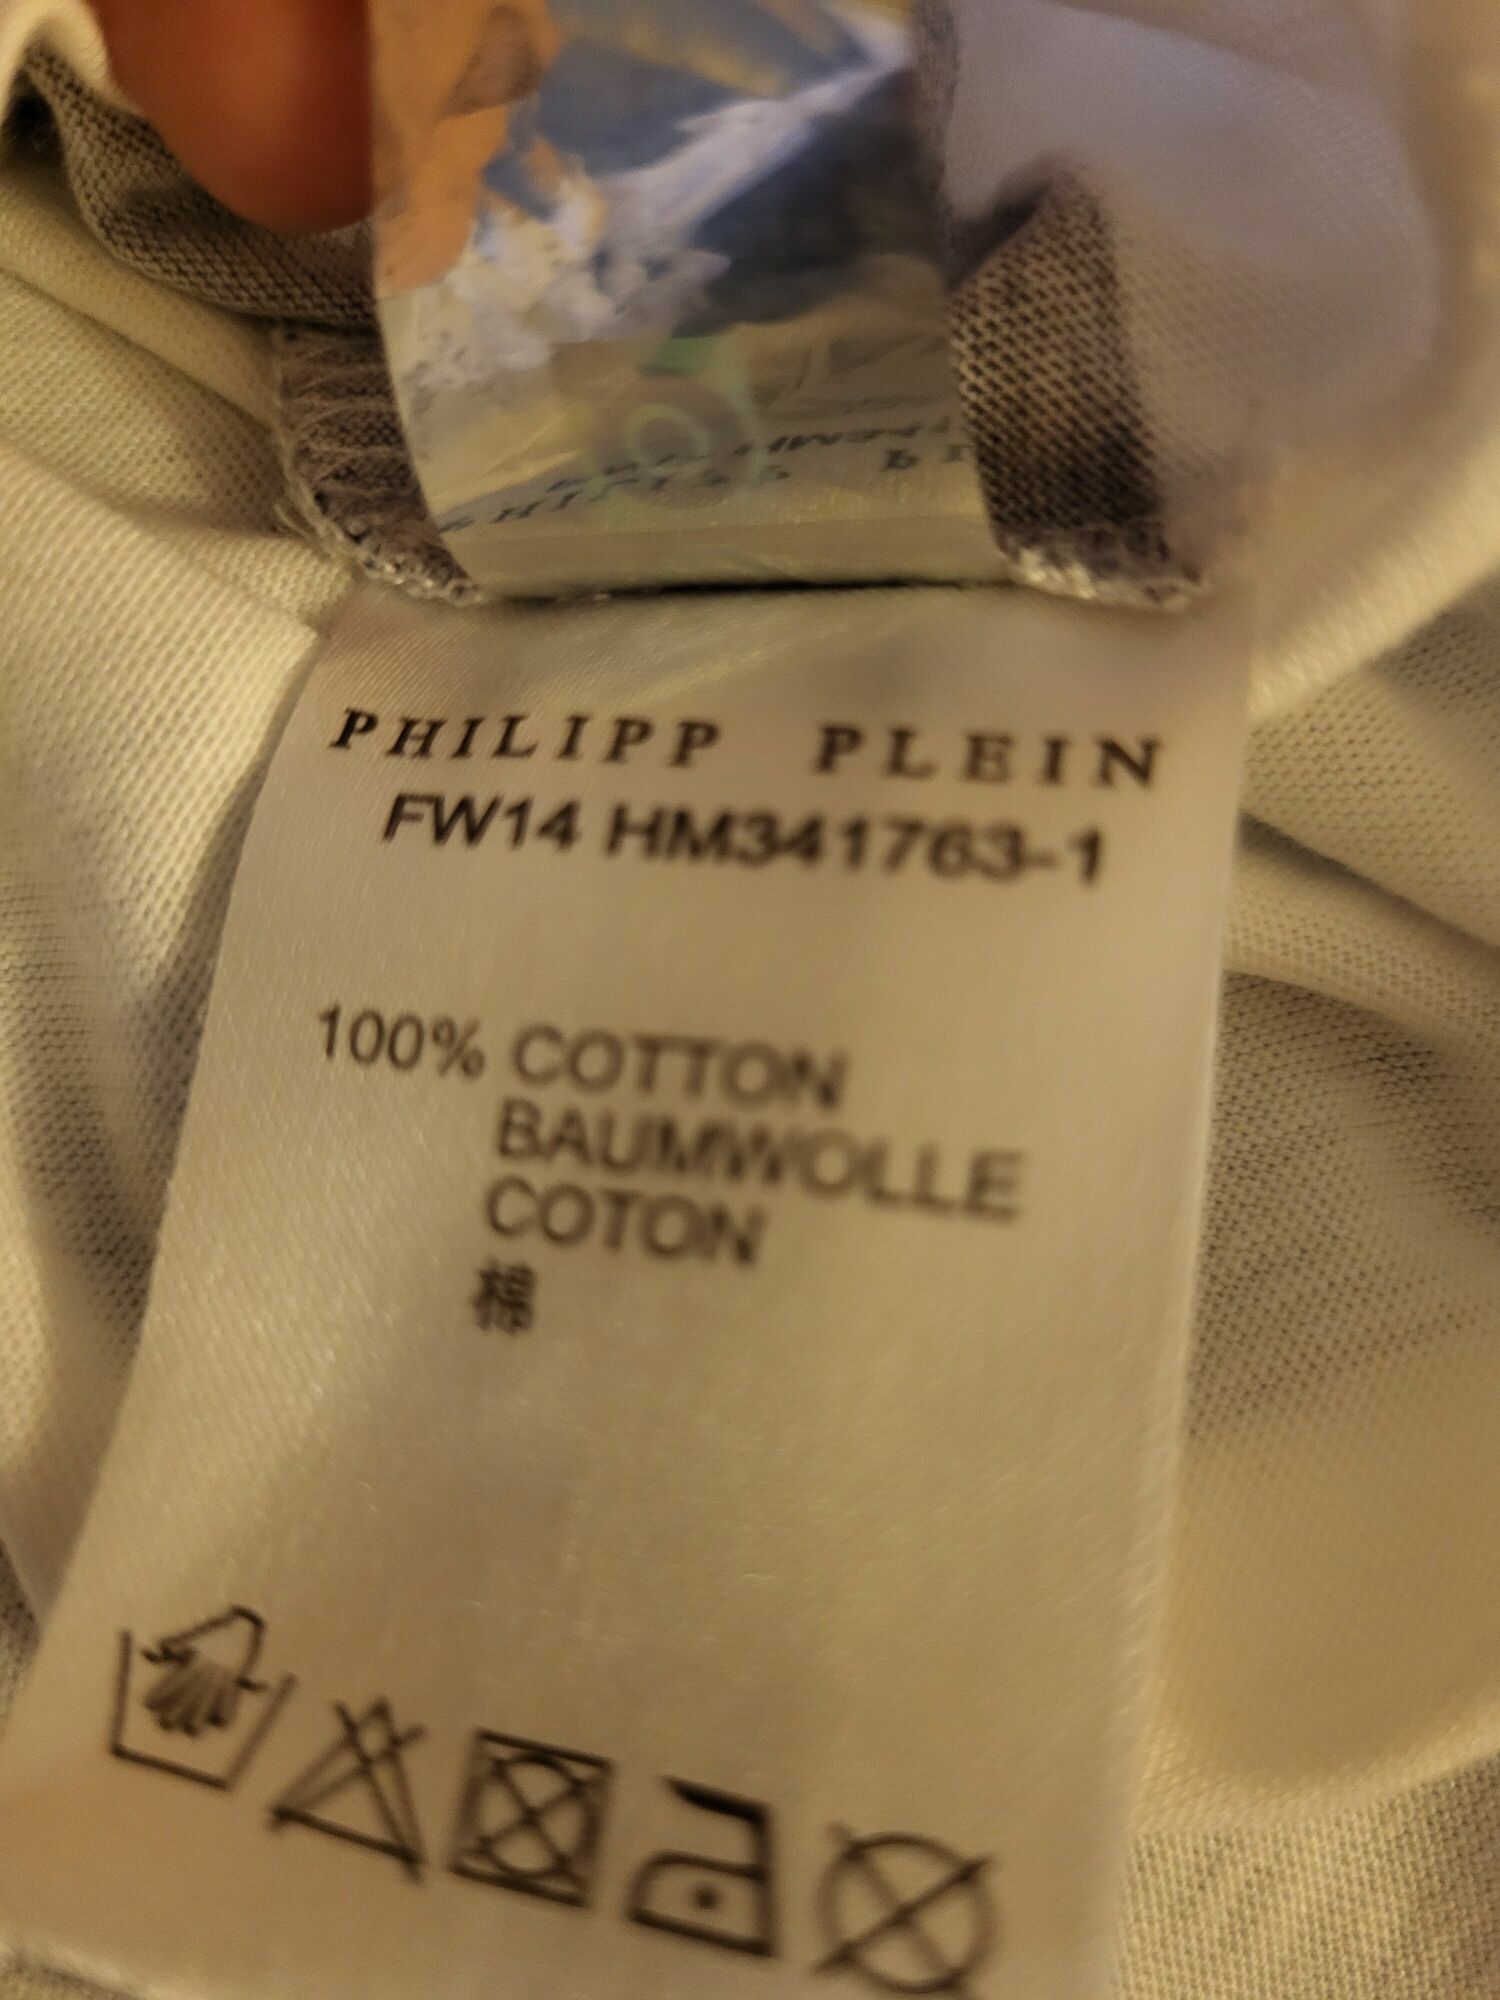 PHILIPP PLEIN
FW14 HM341763-1
100% COTTON
BAUMWOLLE
COTON
棉